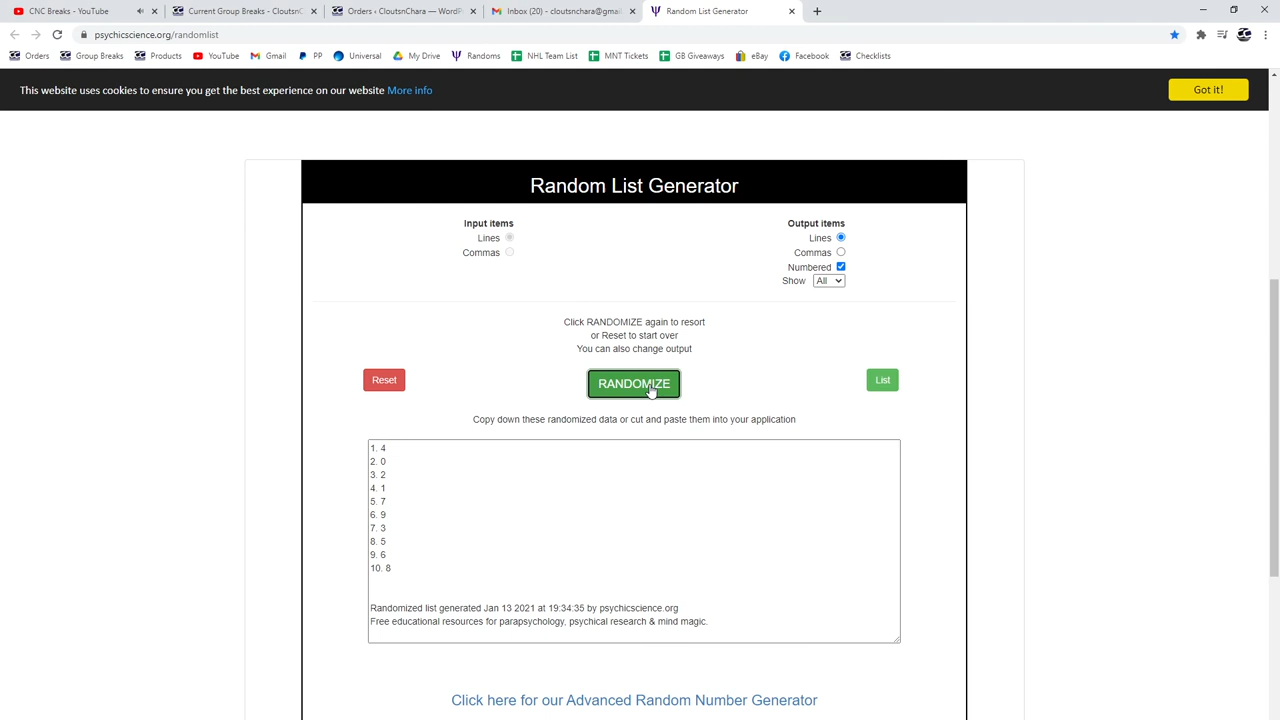 CNC Breaks - YouTube
Current Group Breaks - CloutsnC
Orders ‹ CloutsnChara — WordPr
Inbox (20) - cloutsnchara@gmail
Random List Generator
psychicscience.org/randomlist
Orders
Group Breaks
Products
YouTube
Gmail
PP
Universal
My Drive
Randoms
NHL Team List
MNT Tickets
GB Giveaways
eBay
Facebook
Checklists
This website uses cookies to ensure you get the best experience on our website More info
Got it!
Random List Generator
Input items
Lines
Commas
Output items
Lines
Commas
Numbered
Show All
Click RANDOMIZE again to resort
or Reset to start over
You can also change output
Reset
RANDOMIZE
List
Copy down these randomized data or cut and paste them into your application
1. 4
2. 0
3. 2
4. 1
5. 7
6. 9
7. 3
8. 5
9. 6
10. 8
Randomized list generated Jan 13 2021 at 19:34:35 by psychicscience.org
Free educational resources for parapsychology, psychical research & mind magic.
Click here for our Advanced Random Number Generator